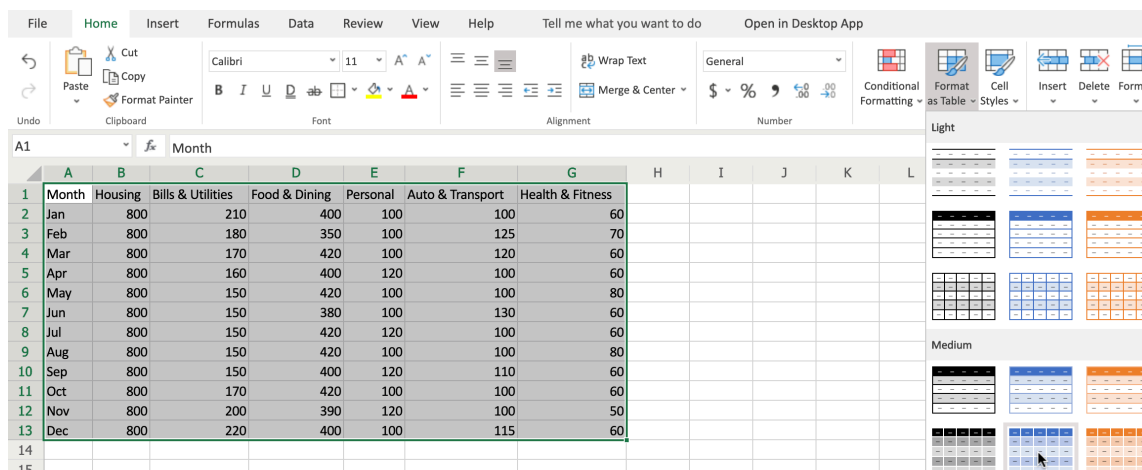 File Home Insert Formulas Data Review View Help Tell me what you want to do Open in Desktop App
Cut
Copy
Format Painter
Paste
Calibri 11 A A
B I U D ab A
ab Wrap Text
Merge & Center
General
$ % .00 .00
Conditional Formatting
Format as Table
Cell Styles
Insert Delete
Undo Clipboard Font Alignment Number
Light
A1 fx Month
A B C D E F G H I J K L
1 Month Housing Bills & Utilities Food & Dining Personal Auto & Transport Health & Fitness
2 Jan 800 210 400 100 100 60
3 Feb 800 180 350 100 125 70
4 Mar 800 170 420 100 120 60
5 Apr 800 160 400 120 100 60
6 May 800 150 420 100 100 80
7 Jun 800 150 380 100 130 60
8 Jul 800 150 420 120 100 60
Medium
9 Aug 800 150 420 100 100 80
10 Sep 800 150 400 120 110 60
11 Oct 800 170 420 100 100 60
12 Nov 800 200 390 120 100 50
13 Dec 800 220 400 100 115 60
14
15